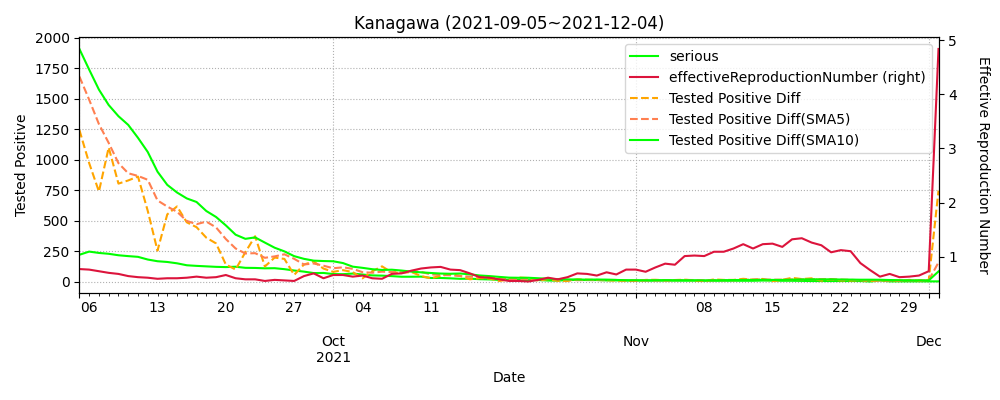 Kanagawa (2021-09-05~2021-12-04)
serious
effectiveReproductionNumber (right)
Tested Positive Diff
Tested Positive Diff(SMA5)
Tested Positive Diff(SMA10)
Tested Positive
2000
1750
1500
1250
1000
750
500
250
0
Effective Reproduction Number
5
4
3
2
1
06 13 20 27 04 11 18 25 08 15 22 29
Oct Nov Dec
2021
Date